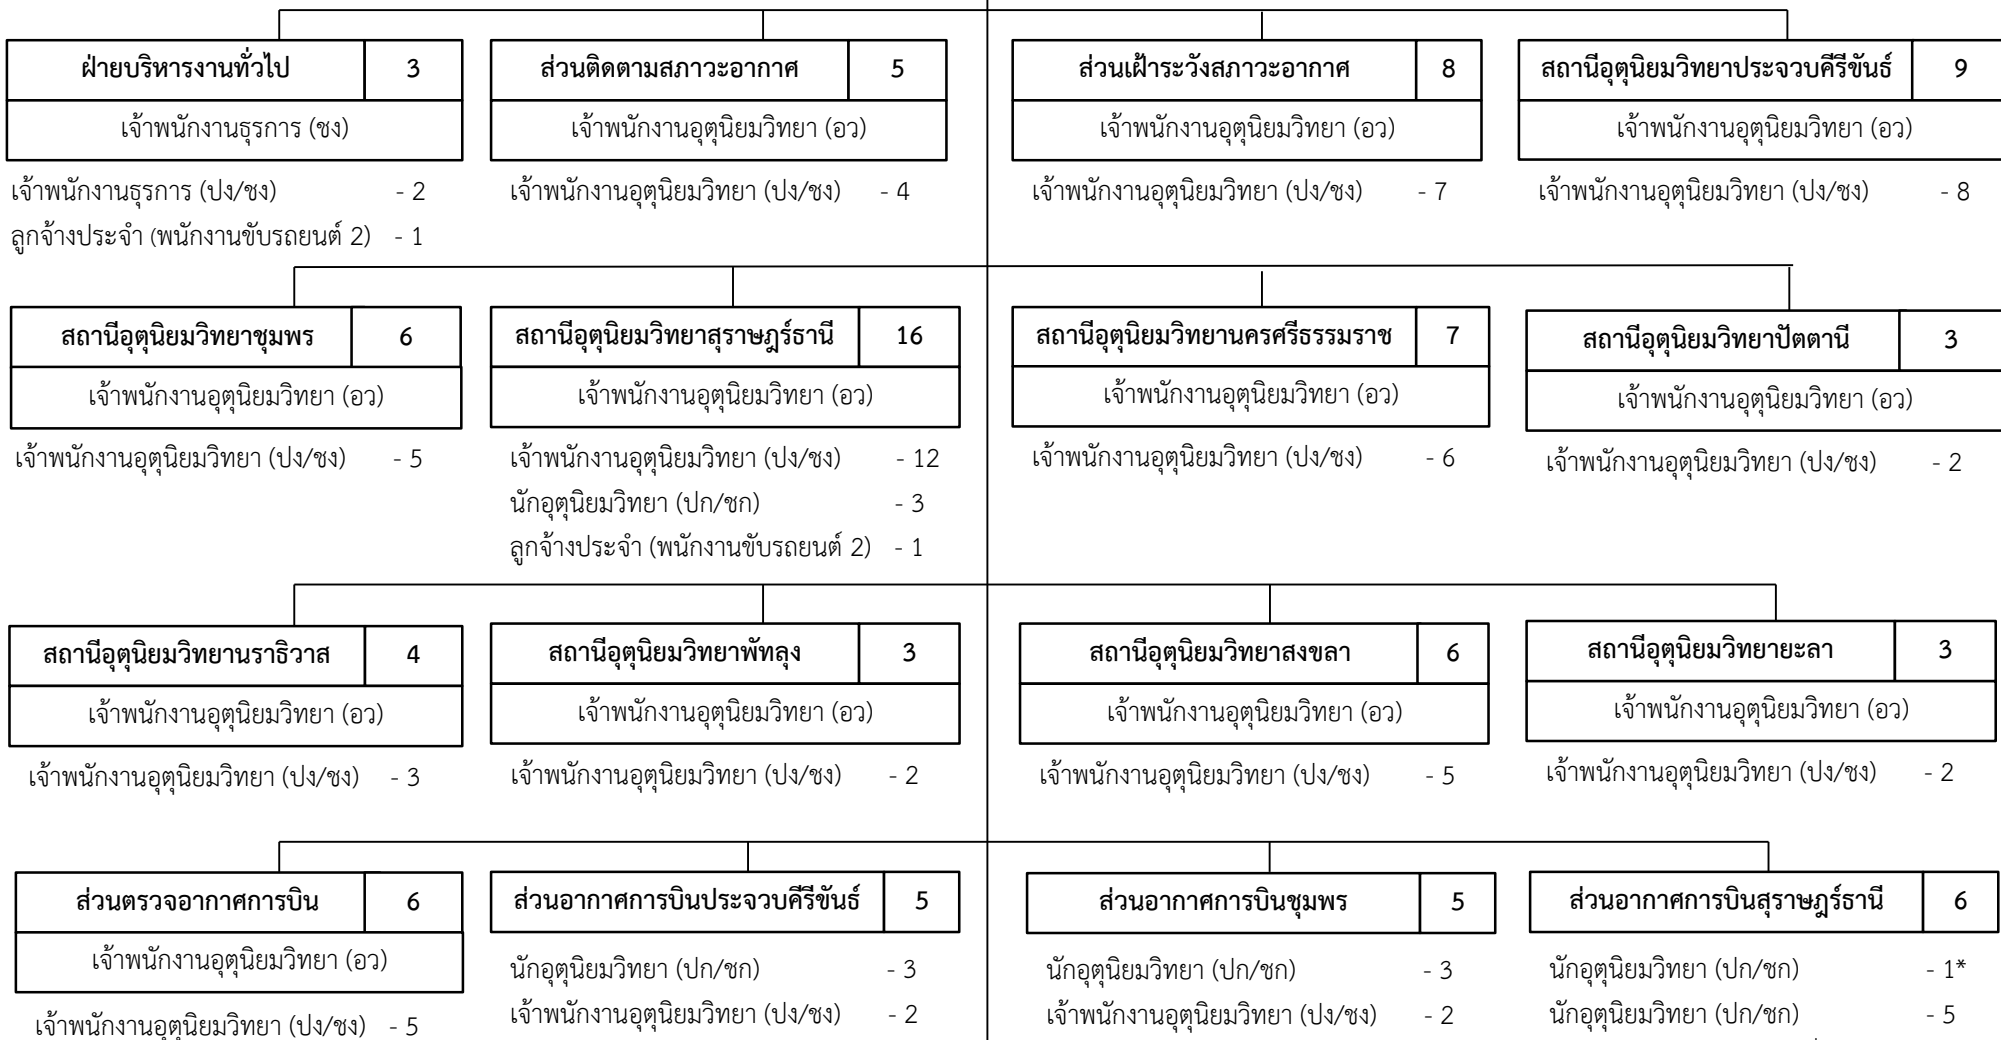 ฝ่ายบริหารงานทั่วไป 3
เจ้าพนักงานธุรการ (ชง)
เจ้าพนักงานธุรการ (ปง/ชง) - 2
ลูกจ้างประจำ (พนักงานขับรถยนต์ 2) - 1
ส่วนติดตามสภาวะอากาศ 5
เจ้าพนักงานอุตุนิยมวิทยา (อว)
เจ้าพนักงานอุตุนิยมวิทยา (ปง/ชง) - 4
ส่วนเฝ้าระวังสภาวะอากาศ 8
เจ้าพนักงานอุตุนิยมวิทยา (อว)
เจ้าพนักงานอุตุนิยมวิทยา (ปง/ชง) - 7
สถานีอุตุนิยมวิทยาประจวบคีรีขันธ์ 9
เจ้าพนักงานอุตุนิยมวิทยา (อว)
เจ้าพนักงานอุตุนิยมวิทยา (ปง/ชง) - 8
สถานีอุตุนิยมวิทยาชุมพร 6
เจ้าพนักงานอุตุนิยมวิทยา (อว)
เจ้าพนักงานอุตุนิยมวิทยา (ปง/ชง) - 5
สถานีอุตุนิยมวิทยาสุราษฎร์ธานี 16
เจ้าพนักงานอุตุนิยมวิทยา (อว)
เจ้าพนักงานอุตุนิยมวิทยา (ปง/ชง) - 12
นักอุตุนิยมวิทยา (ปก/ชก) - 3
ลูกจ้างประจำ (พนักงานขับรถยนต์ 2) - 1
สถานีอุตุนิยมวิทยานครศรีธรรมราช 7
เจ้าพนักงานอุตุนิยมวิทยา (อว)
เจ้าพนักงานอุตุนิยมวิทยา (ปง/ชง) - 6
สถานีอุตุนิยมวิทยาปัตตานี 3
เจ้าพนักงานอุตุนิยมวิทยา (อว)
เจ้าพนักงานอุตุนิยมวิทยา (ปง/ชง) - 2
สถานีอุตุนิยมวิทยานราธิวาส 4
เจ้าพนักงานอุตุนิยมวิทยา (อว)
เจ้าพนักงานอุตุนิยมวิทยา (ปง/ชง) - 3
สถานีอุตุนิยมวิทยาพัทลุง 3
เจ้าพนักงานอุตุนิยมวิทยา (อว)
เจ้าพนักงานอุตุนิยมวิทยา (ปง/ชง) - 2
สถานีอุตุนิยมวิทยาสงขลา 6
เจ้าพนักงานอุตุนิยมวิทยา (อว)
เจ้าพนักงานอุตุนิยมวิทยา (ปง/ชง) - 5
สถานีอุตุนิยมวิทยายะลา 3
เจ้าพนักงานอุตุนิยมวิทยา (อว)
เจ้าพนักงานอุตุนิยมวิทยา (ปง/ชง) - 2
ส่วนตรวจอากาศการบิน 6
เจ้าพนักงานอุตุนิยมวิทยา (อว)
เจ้าพนักงานอุตุนิยมวิทยา (ปง/ชง) - 5
ส่วนอากาศการบินประจวบคีรีขันธ์ 5
นักอุตุนิยมวิทยา (ปก/ชก) - 3
เจ้าพนักงานอุตุนิยมวิทยา (ปง/ชง) - 2
ส่วนอากาศการบินชุมพร 5
นักอุตุนิยมวิทยา (ปก/ชก) - 3
เจ้าพนักงานอุตุนิยมวิทยา (ปง/ชง) - 2
ส่วนอากาศการบินสุราษฎร์ธานี 6
นักอุตุนิยมวิทยา (ปก/ชก) - 1*
นักอุตุนิยมวิทยา (ปก/ชก) - 5